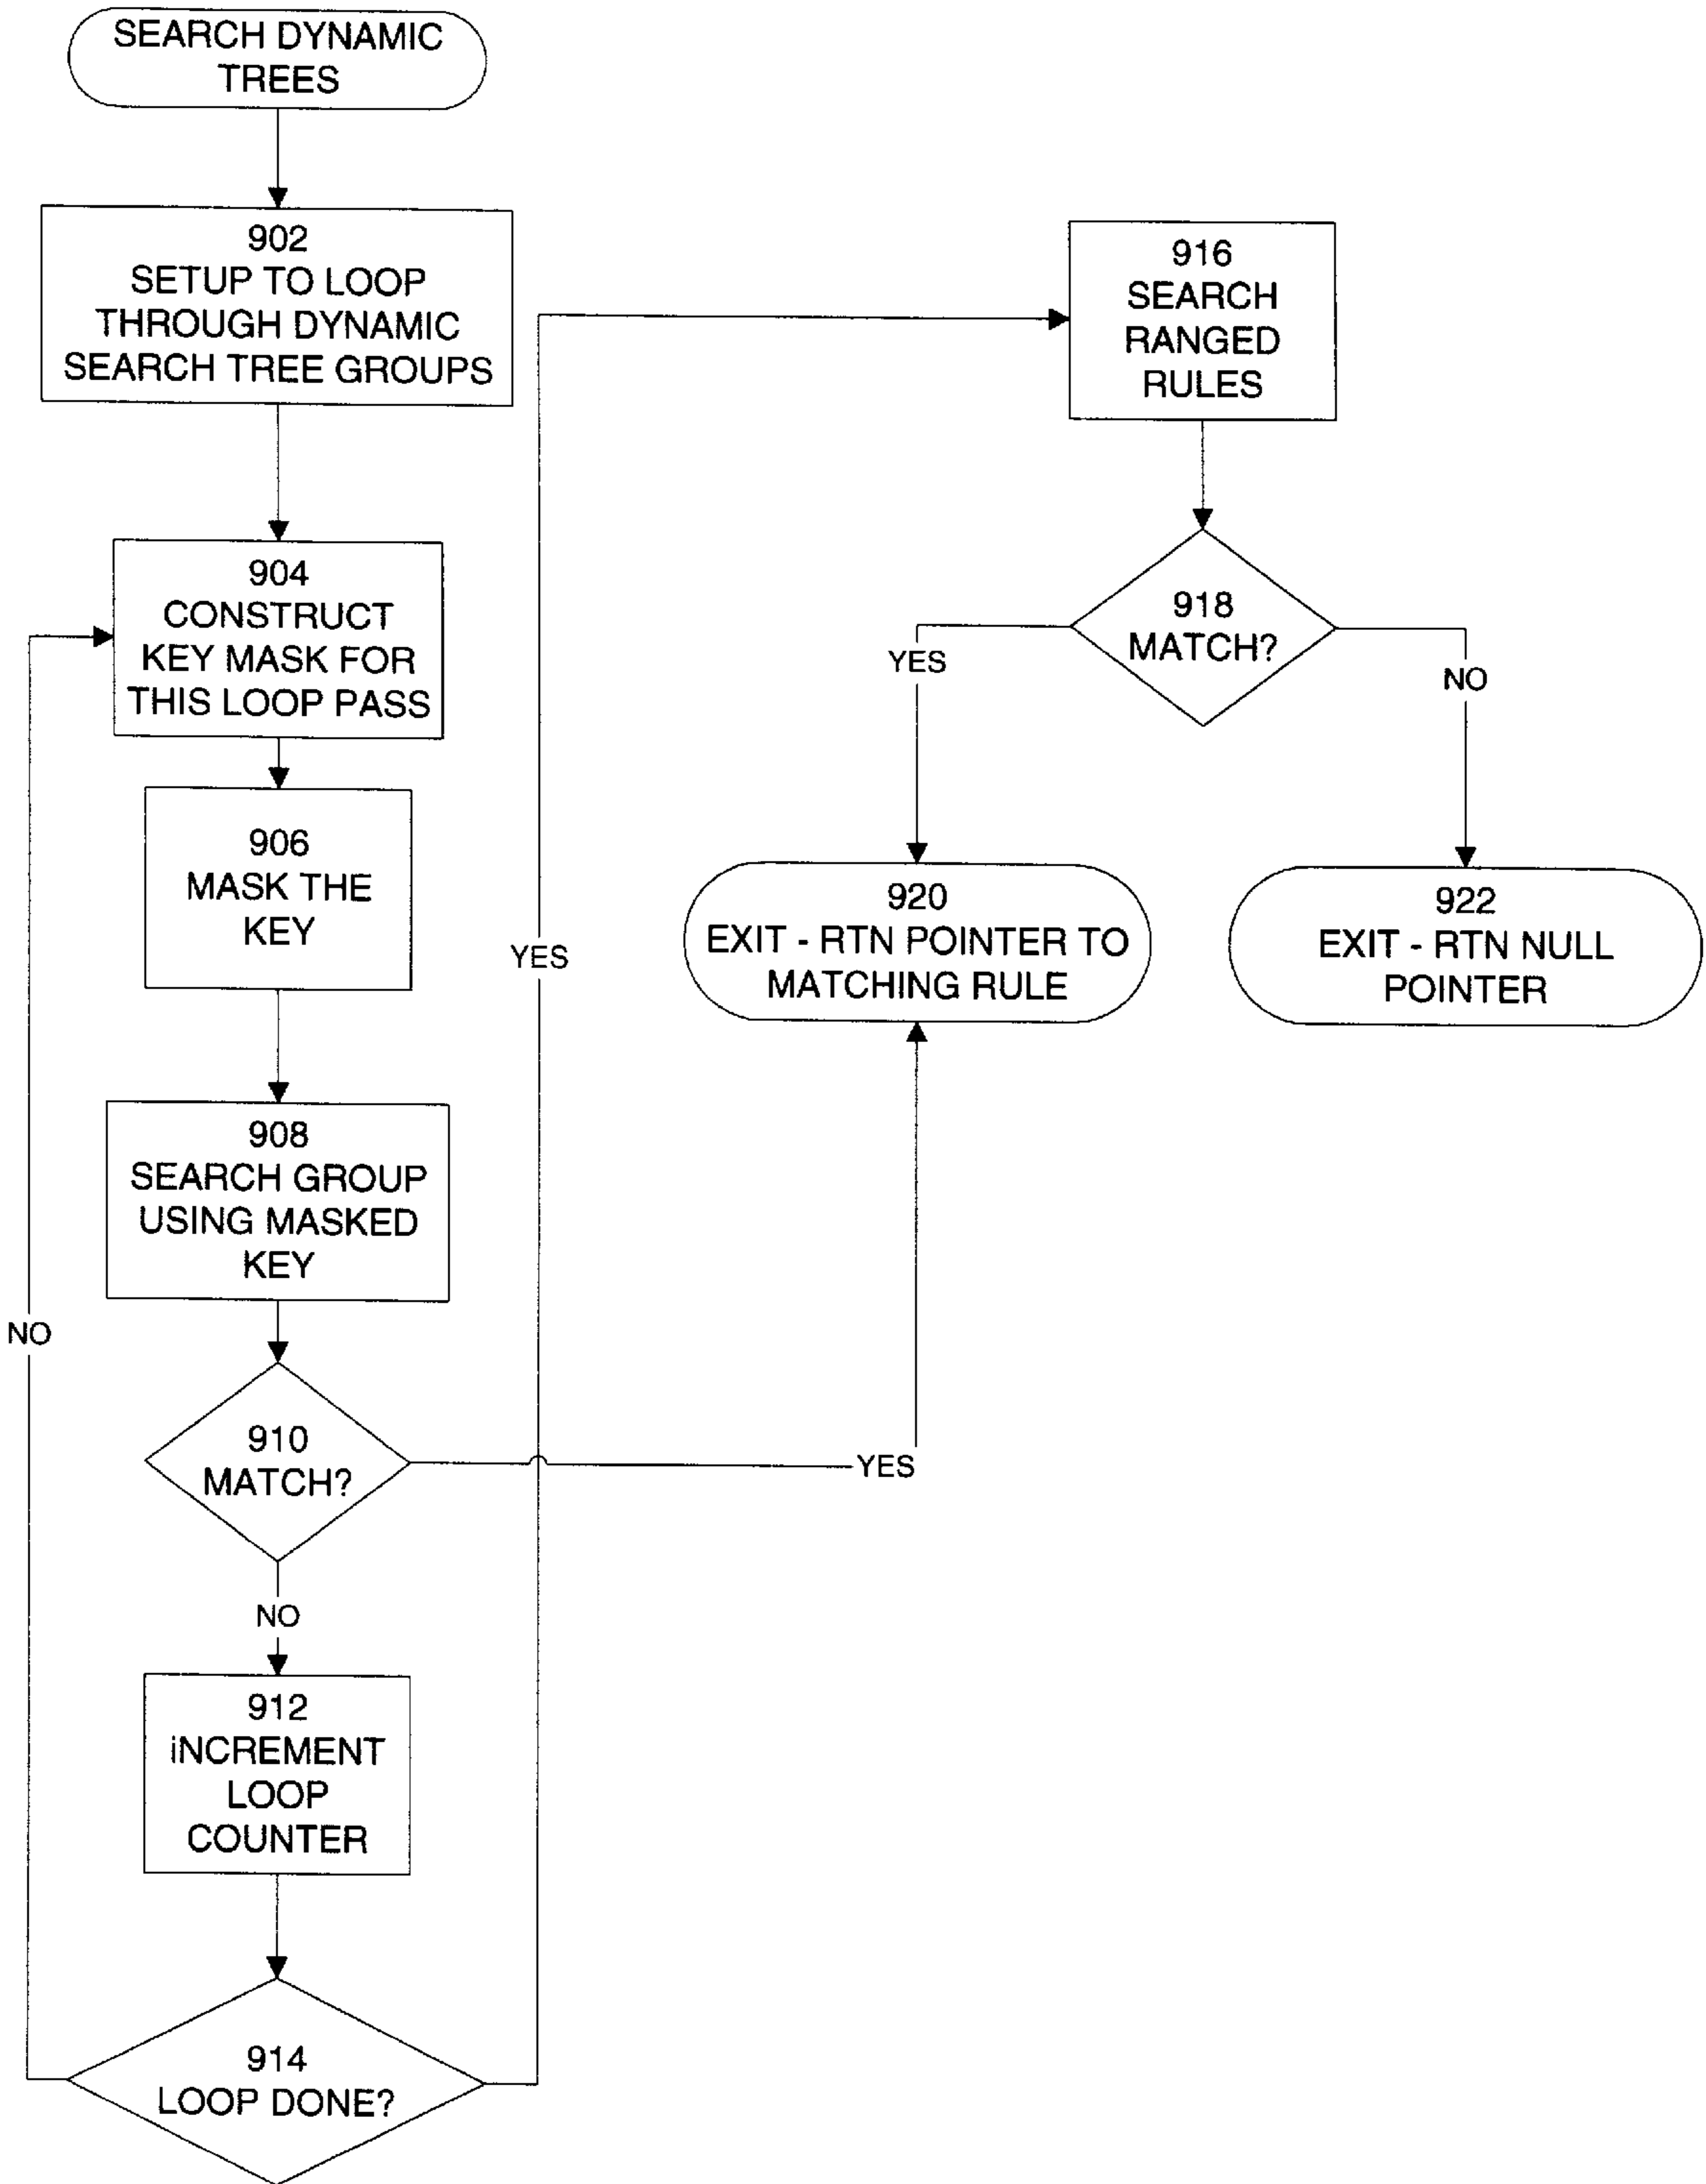 SEARCH DYNAMIC
TREES
902
SETUP TO LOOP
THROUGH DYNAMIC
SEARCH TREE GROUPS
904
CONSTRUCT
KEY MASK FOR
THIS LOOP PASS
906
MASK THE
KEY
908
SEARCH GROUP
USING MASKED
KEY
NO
910
MATCH?
YES
NO
912
iNCREMENT
LOOP
COUNTER
914
LOOP DONE?
YES
916
SEARCH
RANGED
RULES
918
MATCH?
YES
NO
920
EXIT - RTN POINTER TO
MATCHING RULE
922
EXIT - RTN NULL
POINTER